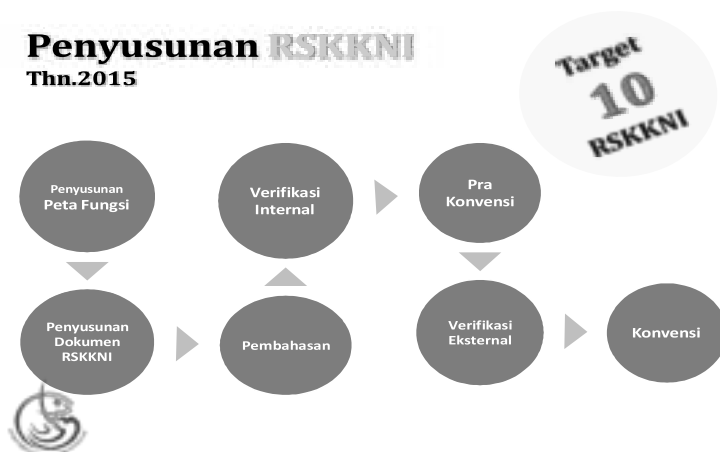 Penyusunan RSKKNI
Thn.2015
Target
10
RSKKNI
Penyusunan
Peta Fungsi
Penyusunan
Dokumen
RSKKNI
Pembahasan
Verifikasi
Internal
Pra
Konvensi
Verifikasi
Eksternal
Konvensi